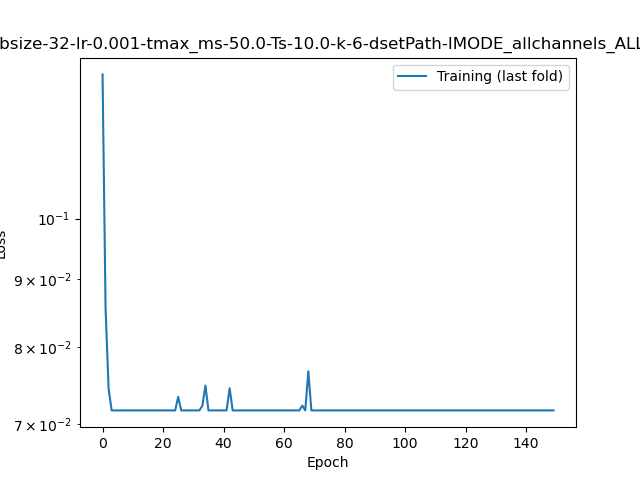 bsize-32-lr-0.001-tmax_ms-50.0-Ts-10.0-k-6-dsetPath-IMODE_allchannels_ALL
Training (last fold)
Loss
10⁻¹
9 × 10⁻²
8 × 10⁻²
7 × 10⁻²
0 20 40 60 80 100 120 140
Epoch